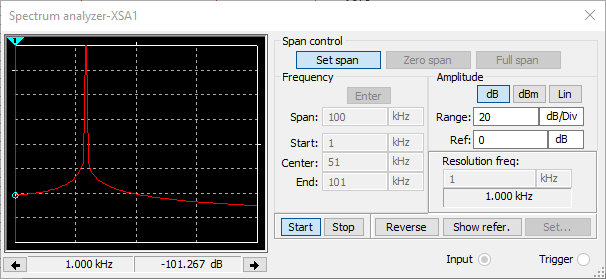 Spectrum analyzer-XSA1
1
Span control
Set span Zero span Full span
Frequency
Enter
Span: 100 kHz
Start: 1 kHz
Center: 51 kHz
End: 101 kHz
Amplitude
dB dBm Lin
Range: 20 dB/Div
Ref: 0 dB
Resolution freq:
1 kHz
1.000 kHz
Start Stop Reverse Show refer. Set...
1.000 kHz -101.267 dB
Input Trigger